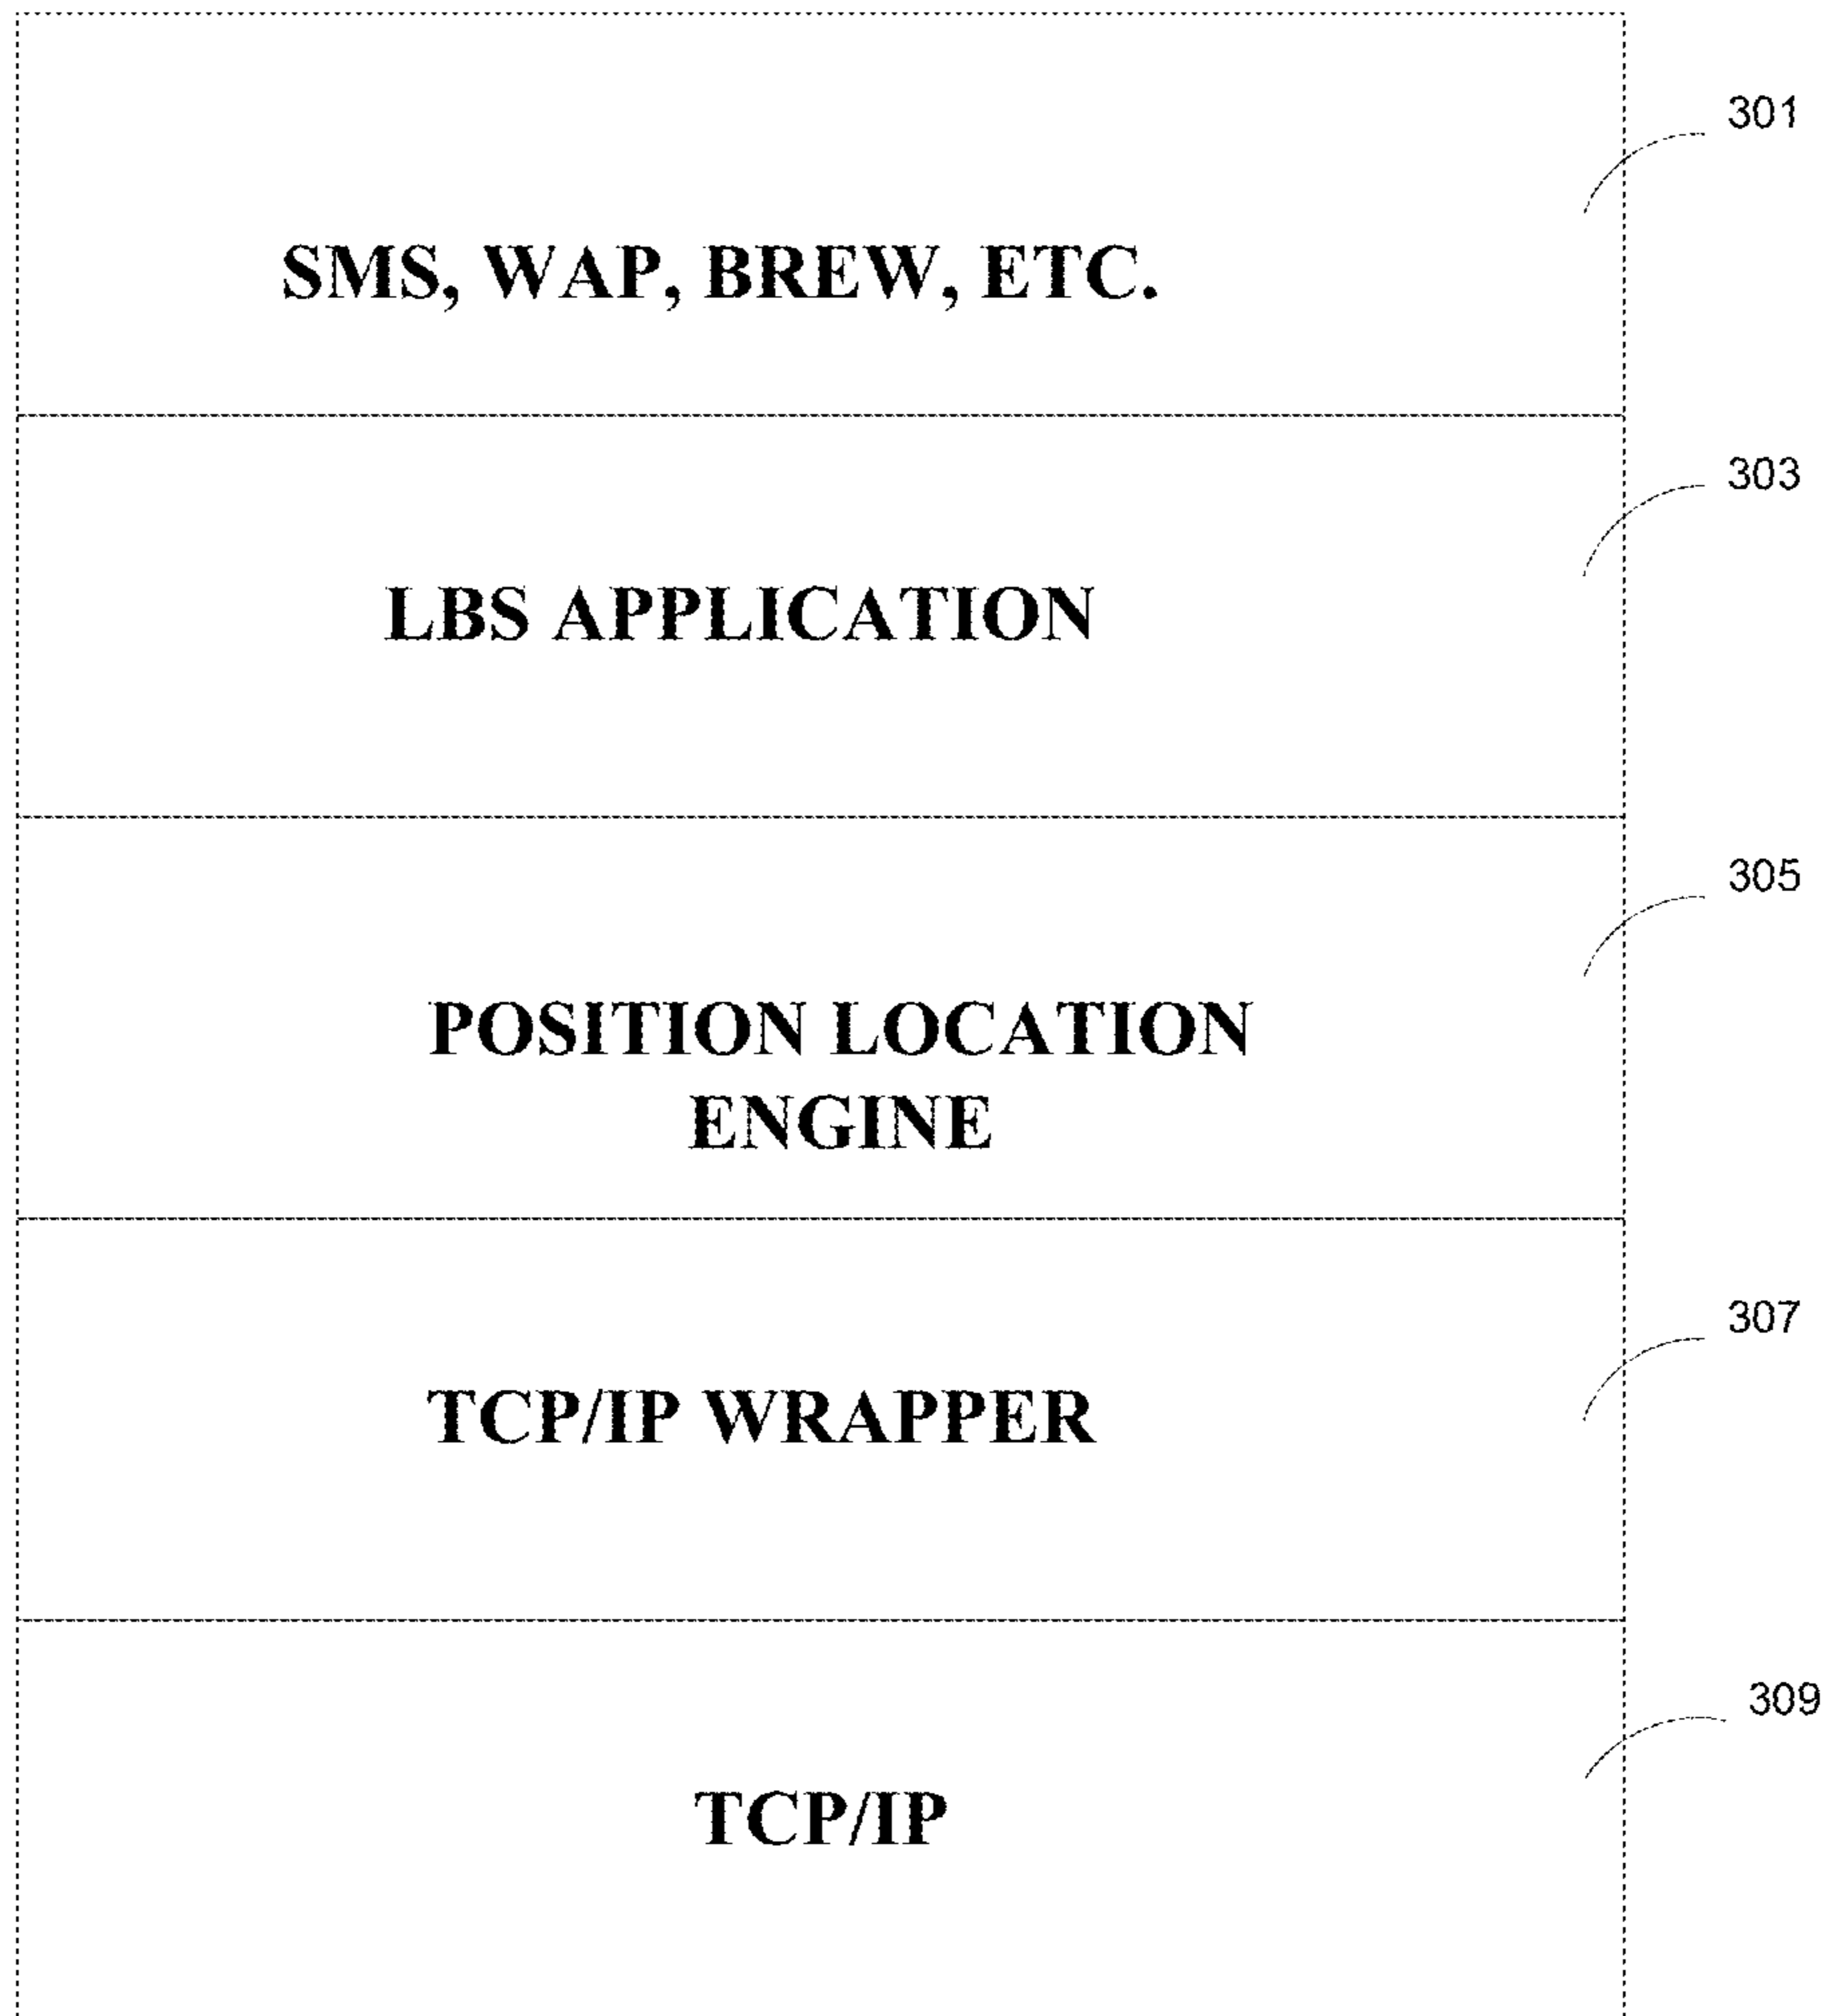 301
SMS, WAP, BREW, ETC.
303
LBS APPLICATION
305
POSITION LOCATION
ENGINE
307
TCP/IP WRAPPER
309
TCP/IP